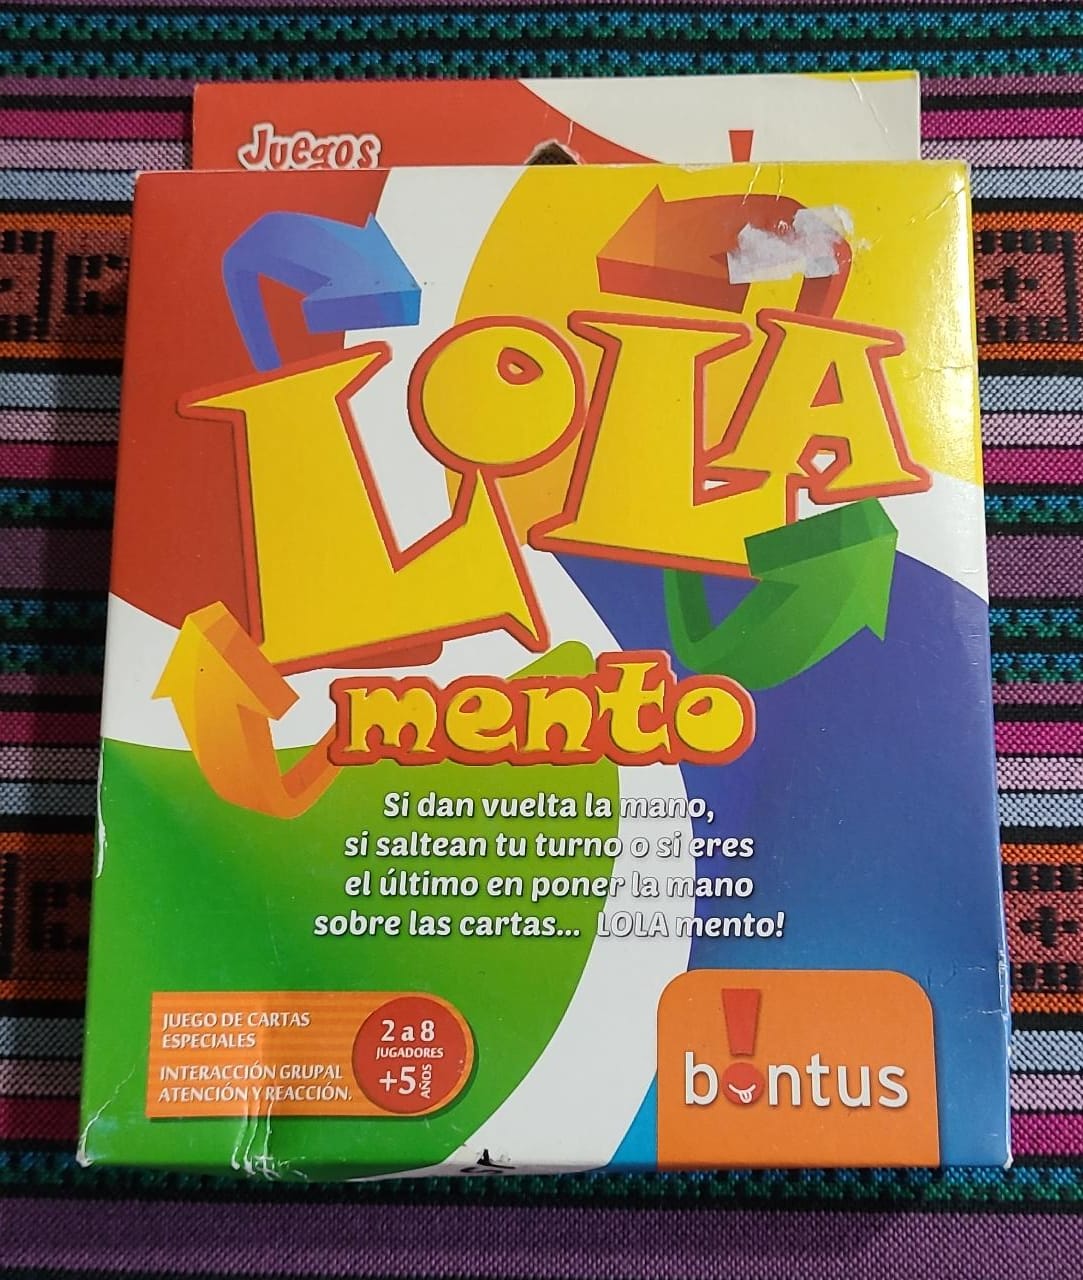 Juegos
LOLA
mento
Si dan vuelta la mano,
si saltean tu turno o si eres
el último en poner la mano
sobre las cartas... LOLA mento!
JUEGO DE CARTAS
ESPECIALES
INTERACCIÓN GRUPAL
ATENCIÓN Y REACCIÓN.
2 a 8
JUGADORES
+5 AÑOS
bontus